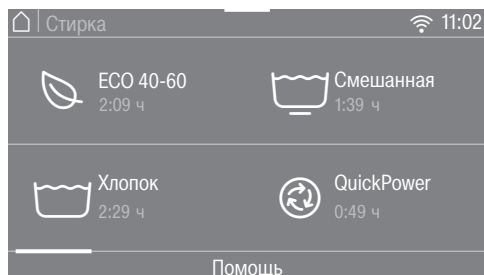 Стирка 11:02
ECO 40-60 Смешанная
2:09 ч 1:39 ч
Хлопок QuickPower
2:29 ч 0:49 ч
Помощь